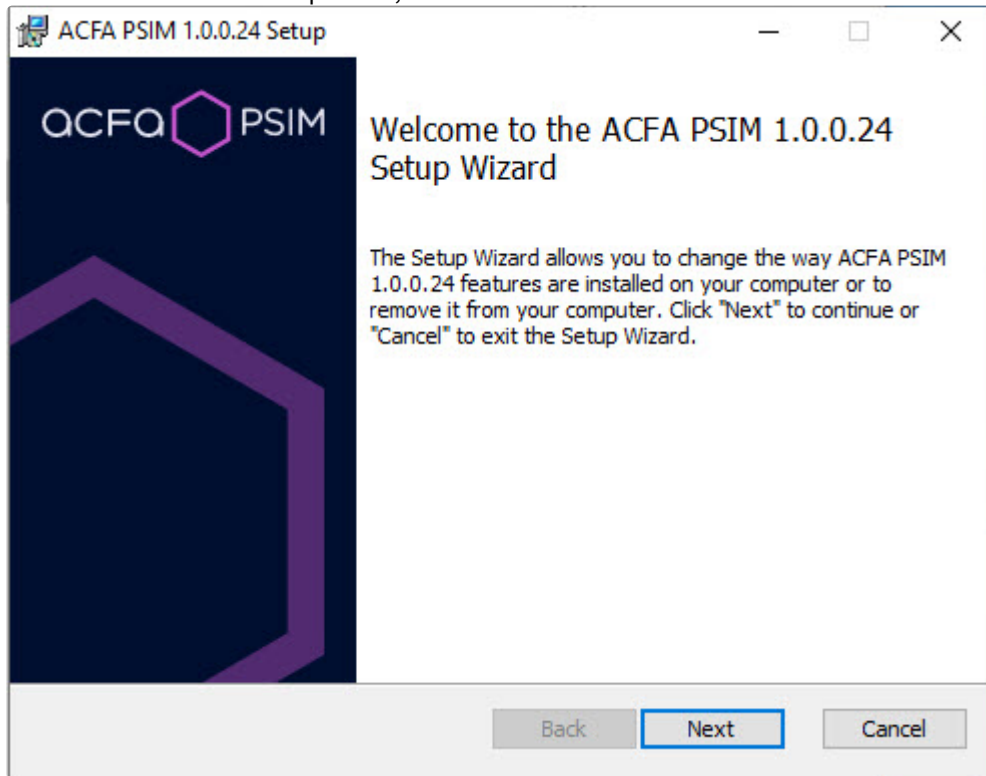 ACFA PSIM 1.0.0.24 Setup
acFa PSIM
Welcome to the ACFA PSIM 1.0.0.24
Setup Wizard
The Setup Wizard allows you to change the way ACFA PSIM
1.0.0.24 features are installed on your computer or to
remove it from your computer. Click "Next" to continue or
"Cancel" to exit the Setup Wizard.
Back Next Cancel